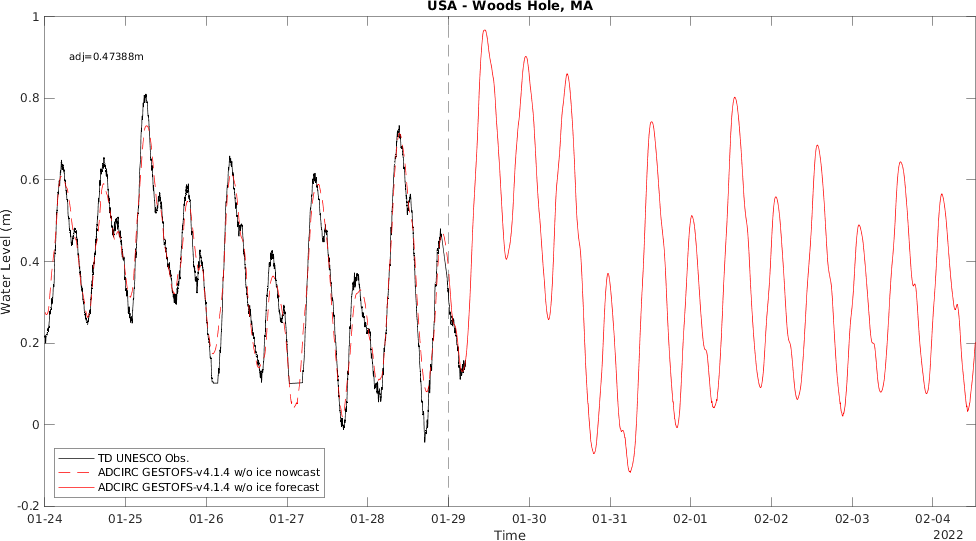 USA - Woods Hole, MA
adj=0.47388m
1
0.8
0.6
0.4
0.2
0
-0.2
Water Level (m)
TD UNESCO Obs.
ADCIRC GESTOFS-v4.1.4 w/o ice nowcast
ADCIRC GESTOFS-v4.1.4 w/o ice forecast
01-24 01-25 01-26 01-27 01-28 01-29 01-30 01-31 02-01 02-02 02-03 02-04
Time
2022